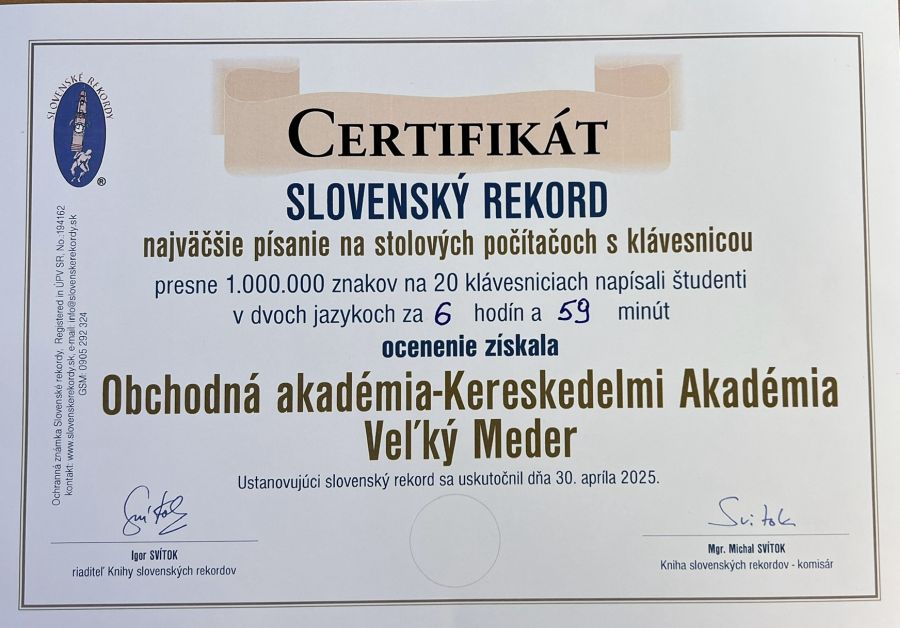 SLOVENSKÉ REKORDY
®
CERTIFIKÁT
SLOVENSKÝ REKORD
najväčšie písanie na stolových počítačoch s klávesnicou
presne 1.000.000 znakov na 20 klávesniciach napísali študenti
v dvoch jazykoch za 6 hodín a 59 minút
ocenenie získala
Obchodná akadémia-Kereskedelmi Akadémia
Veľký Meder
Ustanovujúci slovenský rekord sa uskutočnil dňa 30. apríla 2025.
Svítok
Igor SVÍTOK
riaditeľ Knihy slovenských rekordov
Svitok
Mgr. Michal SVÍTOK
Kniha slovenských rekordov - komisár
Ochranná známka Slovenské rekordy. Registered in ÚPV SR, No.:194162
kontakt: www.slovenskerekordy.sk, e-mail: info@slovenskerekordy.sk
GSM: 0905 292 324